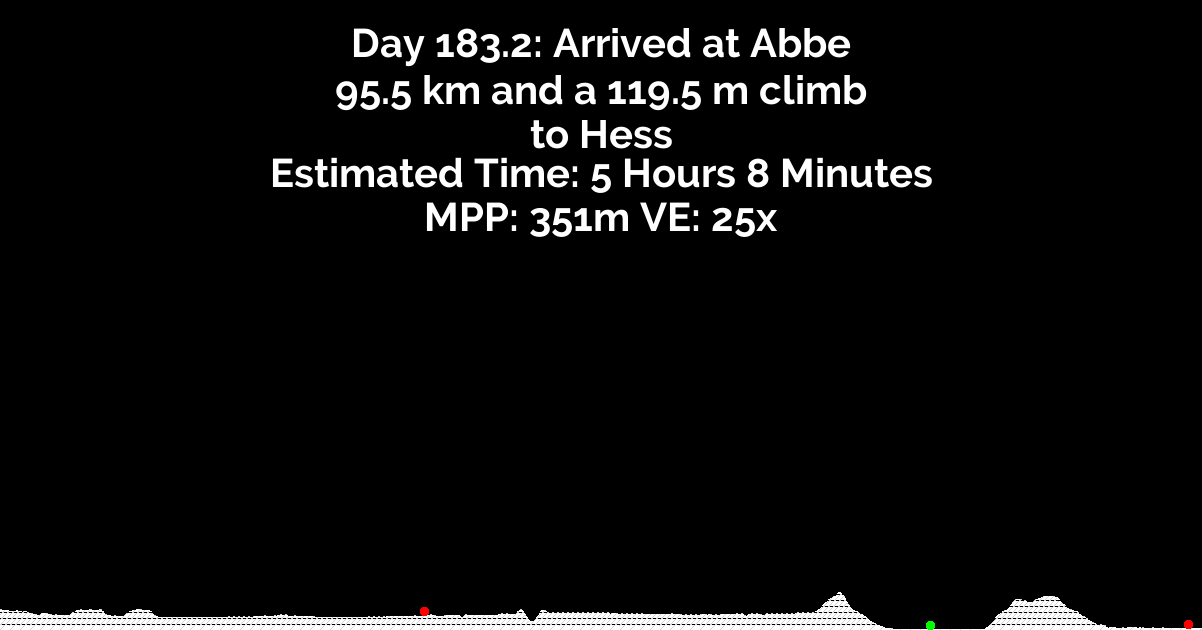 Day 183.2: Arrived at Abbe
95.5 km and a 119.5 m climb
to Hess
Estimated Time: 5 Hours 8 Minutes
MPP: 351m VE: 25x